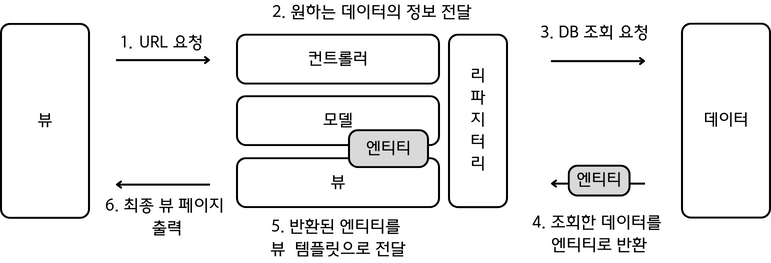 2. 원하는 데이터의 정보 전달
1. URL 요청
3. DB 조회 요청
뷰
컨트롤러
모델
엔티티
뷰
리파지터리
데이터
엔티티
6. 최종 뷰 페이지
출력
5. 반환된 엔티티를
뷰 템플릿으로 전달
4. 조회한 데이터를
엔티티로 반환